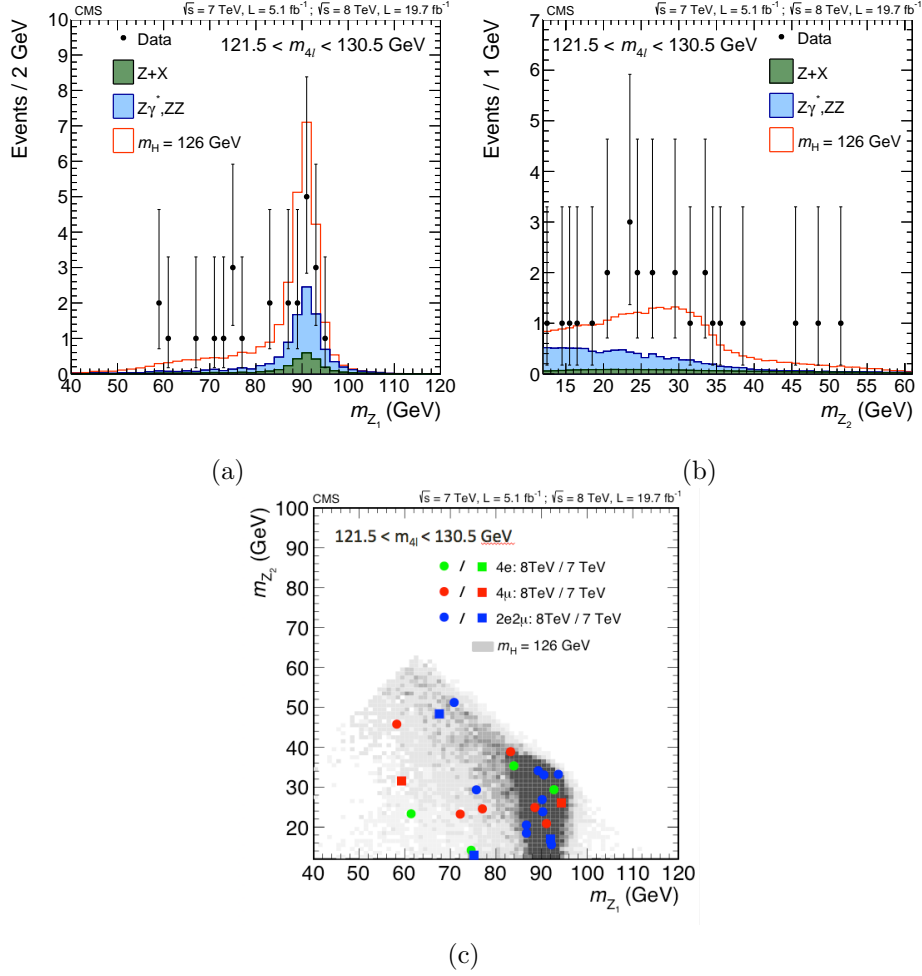 CMS √s = 7 TeV, L = 5.1 fb⁻¹ ; √s = 8 TeV, L = 19.7 fb⁻¹
Events / 2 GeV
10
9
8
7
6
5
4
3
2
1
0
121.5 < m4l < 130.5 GeV
Data
Z+X
Zγ*,ZZ
mH = 126 GeV
40 50 60 70 80 90 100 110 120
mZ1 (GeV)
(a)
CMS √s = 7 TeV, L = 5.1 fb⁻¹ ; √s = 8 TeV, L = 19.7 fb⁻¹
Events / 1 GeV
7
6
5
4
3
2
1
0
121.5 < m4l < 130.5 GeV
Data
Z+X
Zγ*,ZZ
mH = 126 GeV
15 20 25 30 35 40 45 50 55 60
mZ2 (GeV)
(b)
CMS √s = 7 TeV, L = 5.1 fb⁻¹ ; √s = 8 TeV, L = 19.7 fb⁻¹
mZ2 (GeV)
100
90
80
70
60
50
40
30
20
121.5 < m4l < 130.5 GeV
/ 4e: 8TeV / 7 TeV
/ 4μ: 8TeV / 7 TeV
/ 2e2μ: 8TeV / 7 TeV
mH = 126 GeV
40 50 60 70 80 90 100 110 120
mZ1 (GeV)
(c)